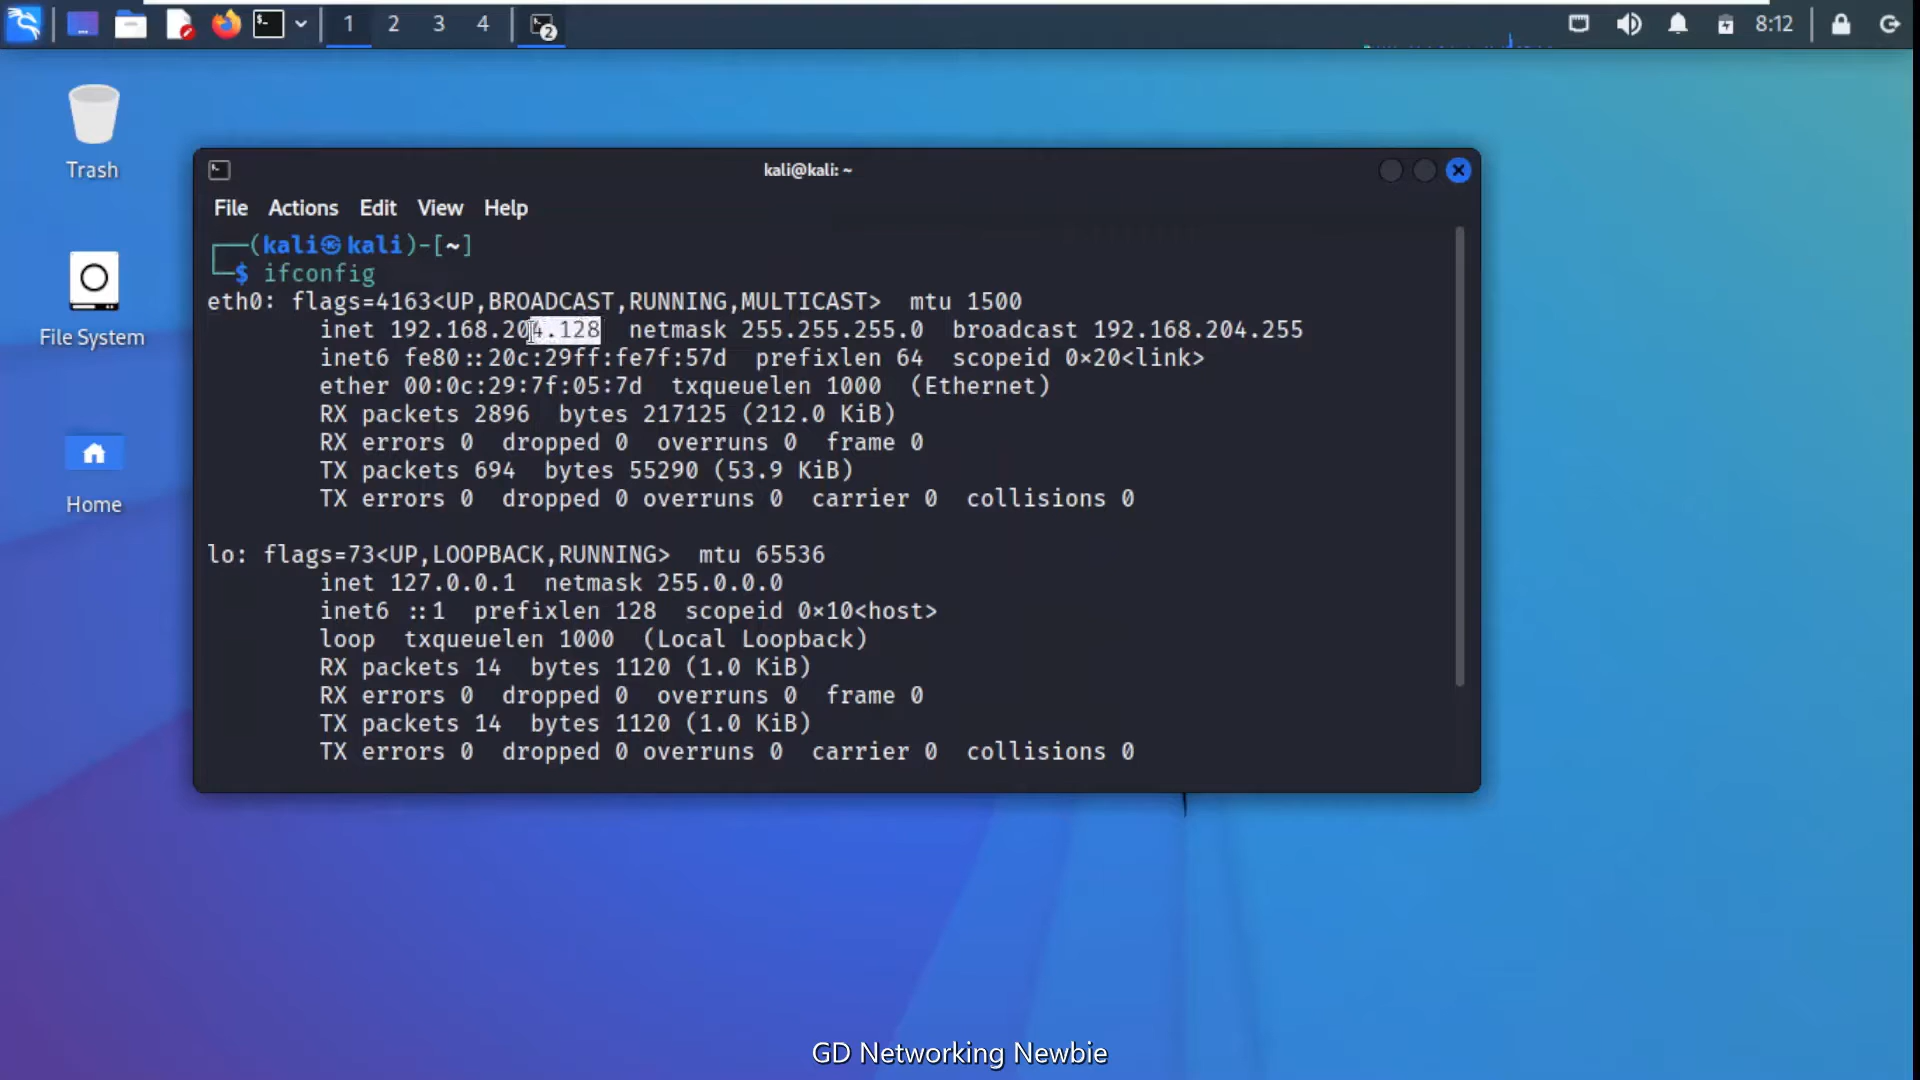 1 2 3 4 2 8:12
Trash
File System
Home
kali@kali: ~
File Actions Edit View Help
┌──(kali㉿kali)-[~]
└─$ ifconfig
eth0: flags=4163<UP,BROADCAST,RUNNING,MULTICAST>  mtu 1500
inet 192.168.204.128  netmask 255.255.255.0  broadcast 192.168.204.255
inet6 fe80::20c:29ff:fe7f:57d  prefixlen 64  scopeid 0×20<link>
ether 00:0c:29:7f:05:7d  txqueuelen 1000  (Ethernet)
RX packets 2896  bytes 217125 (212.0 KiB)
RX errors 0  dropped 0  overruns 0  frame 0
TX packets 694  bytes 55290 (53.9 KiB)
TX errors 0  dropped 0 overruns 0  carrier 0  collisions 0
lo: flags=73<UP,LOOPBACK,RUNNING>  mtu 65536
inet 127.0.0.1  netmask 255.0.0.0
inet6 ::1  prefixlen 128  scopeid 0×10<host>
loop  txqueuelen 1000  (Local Loopback)
RX packets 14  bytes 1120 (1.0 KiB)
RX errors 0  dropped 0  overruns 0  frame 0
TX packets 14  bytes 1120 (1.0 KiB)
TX errors 0  dropped 0 overruns 0  carrier 0  collisions 0
GD Networking Newbie